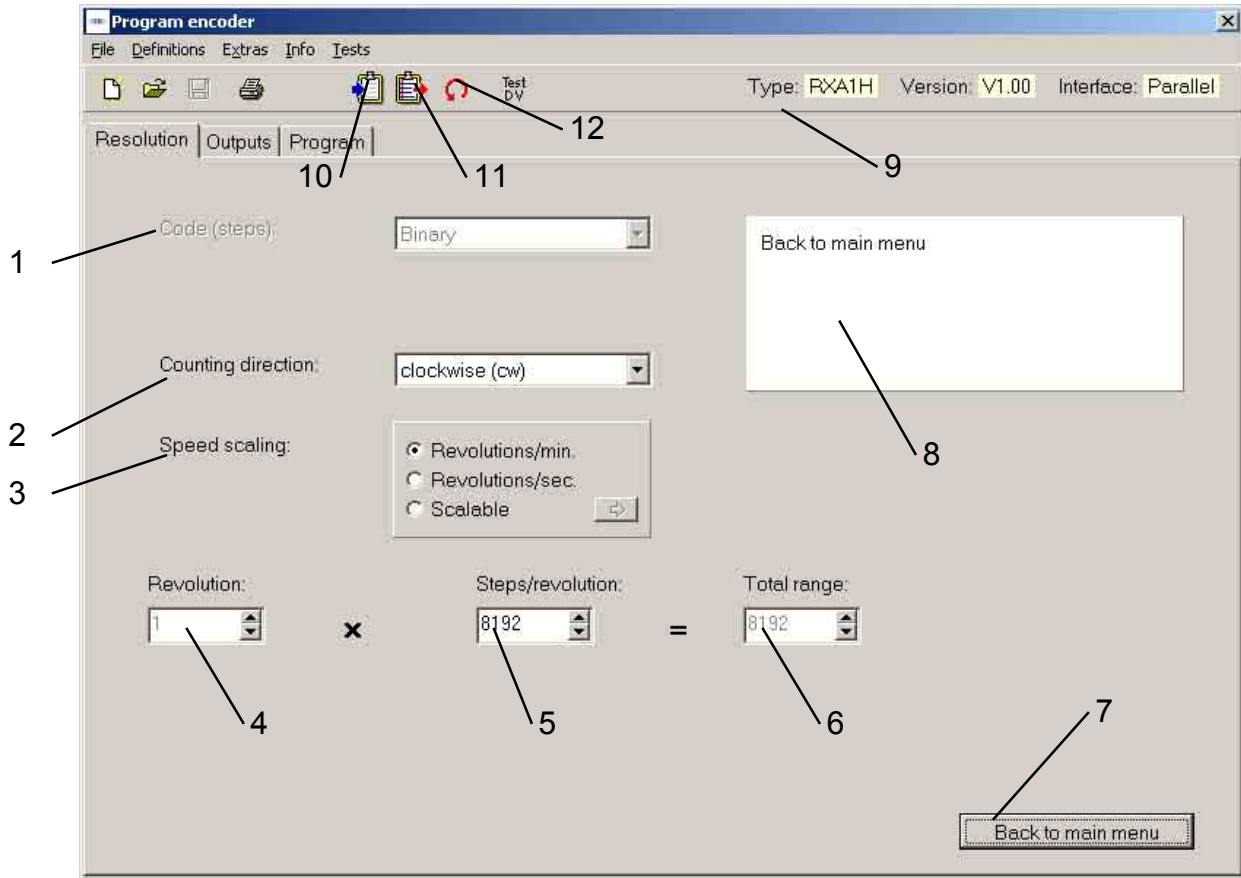 Program encoder
File Definitions Extras Info Tests
Test
DV
Type: RXA1H Version: V1.00 Interface: Parallel
12
9
Resolution Outputs Program
10
11
1
Code (steps):
Binary
Back to main menu
Counting direction:
clockwise (cw)
2
8
Speed scaling:
Revolutions/min.
3
Revolutions/sec.
Scalable
Revolution:
Steps/revolution:
Total range:
1
×
8192
=
8192
4
5
6
7
Back to main menu